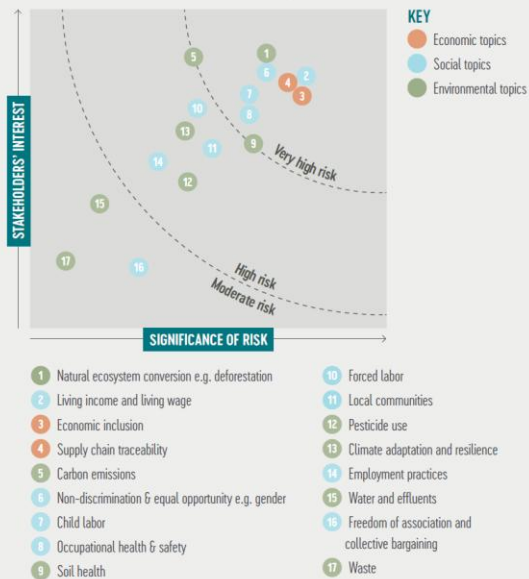 KEY
Economic topics
Social topics
Environmental topics
STAKEHOLDERS' INTEREST
1
5
6
2
4
3
7
10
8
13
9
11
14
12
15
17
16
Very high risk
High risk
Moderate risk
SIGNIFICANCE OF RISK
1 Natural ecosystem conversion e.g. deforestation
2 Living income and living wage
3 Economic inclusion
4 Supply chain traceability
5 Carbon emissions
6 Non-discrimination & equal opportunity e.g. gender
7 Child labor
8 Occupational health & safety
9 Soil health
10 Forced labor
11 Local communities
12 Pesticide use
13 Climate adaptation and resilience
14 Employment practices
15 Water and effluents
16 Freedom of association and
collective bargaining
17 Waste